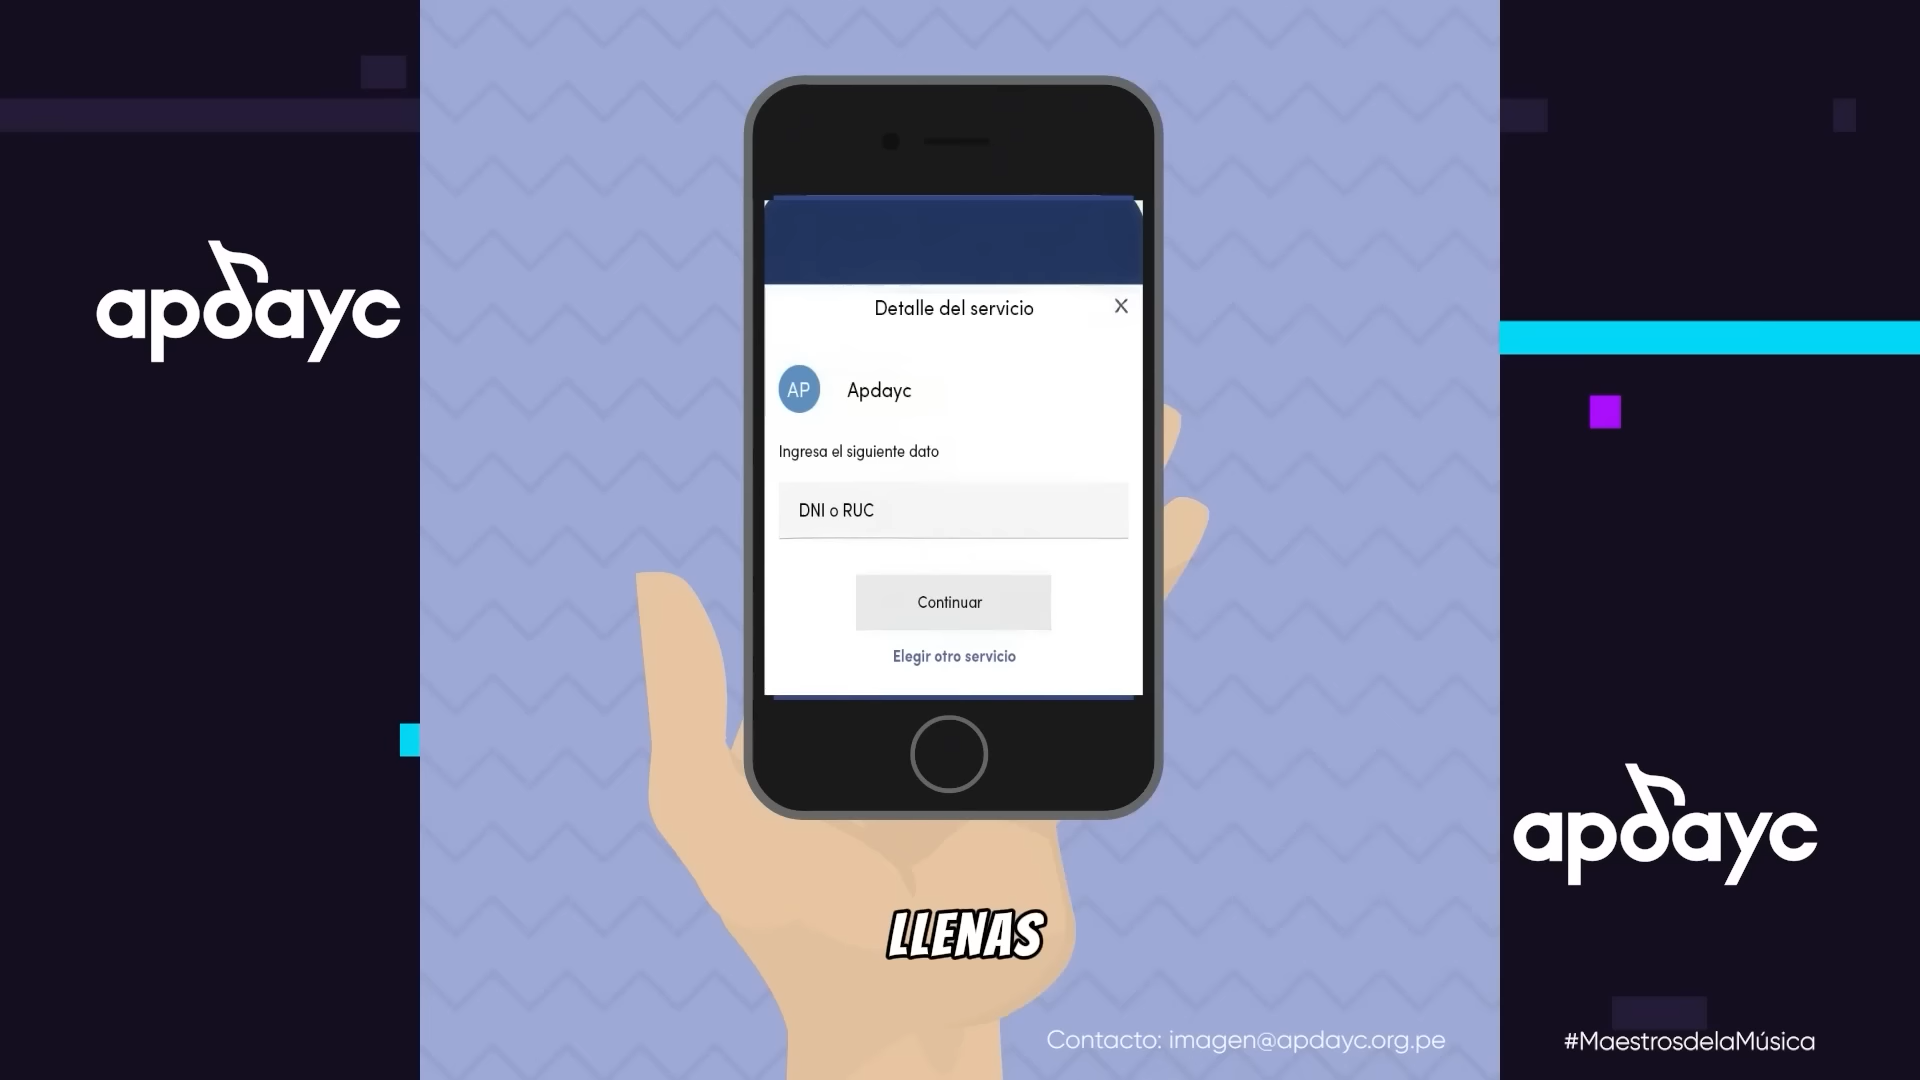 apdayc
Detalle del servicio
X
AP
Apdayc
Ingresa el siguiente dato
DNI o RUC
Continuar
Elegir otro servicio
apdayc
LLENAS
Contacto: imagen@apdayc.org.pe
#MaestrosdelaMúsica